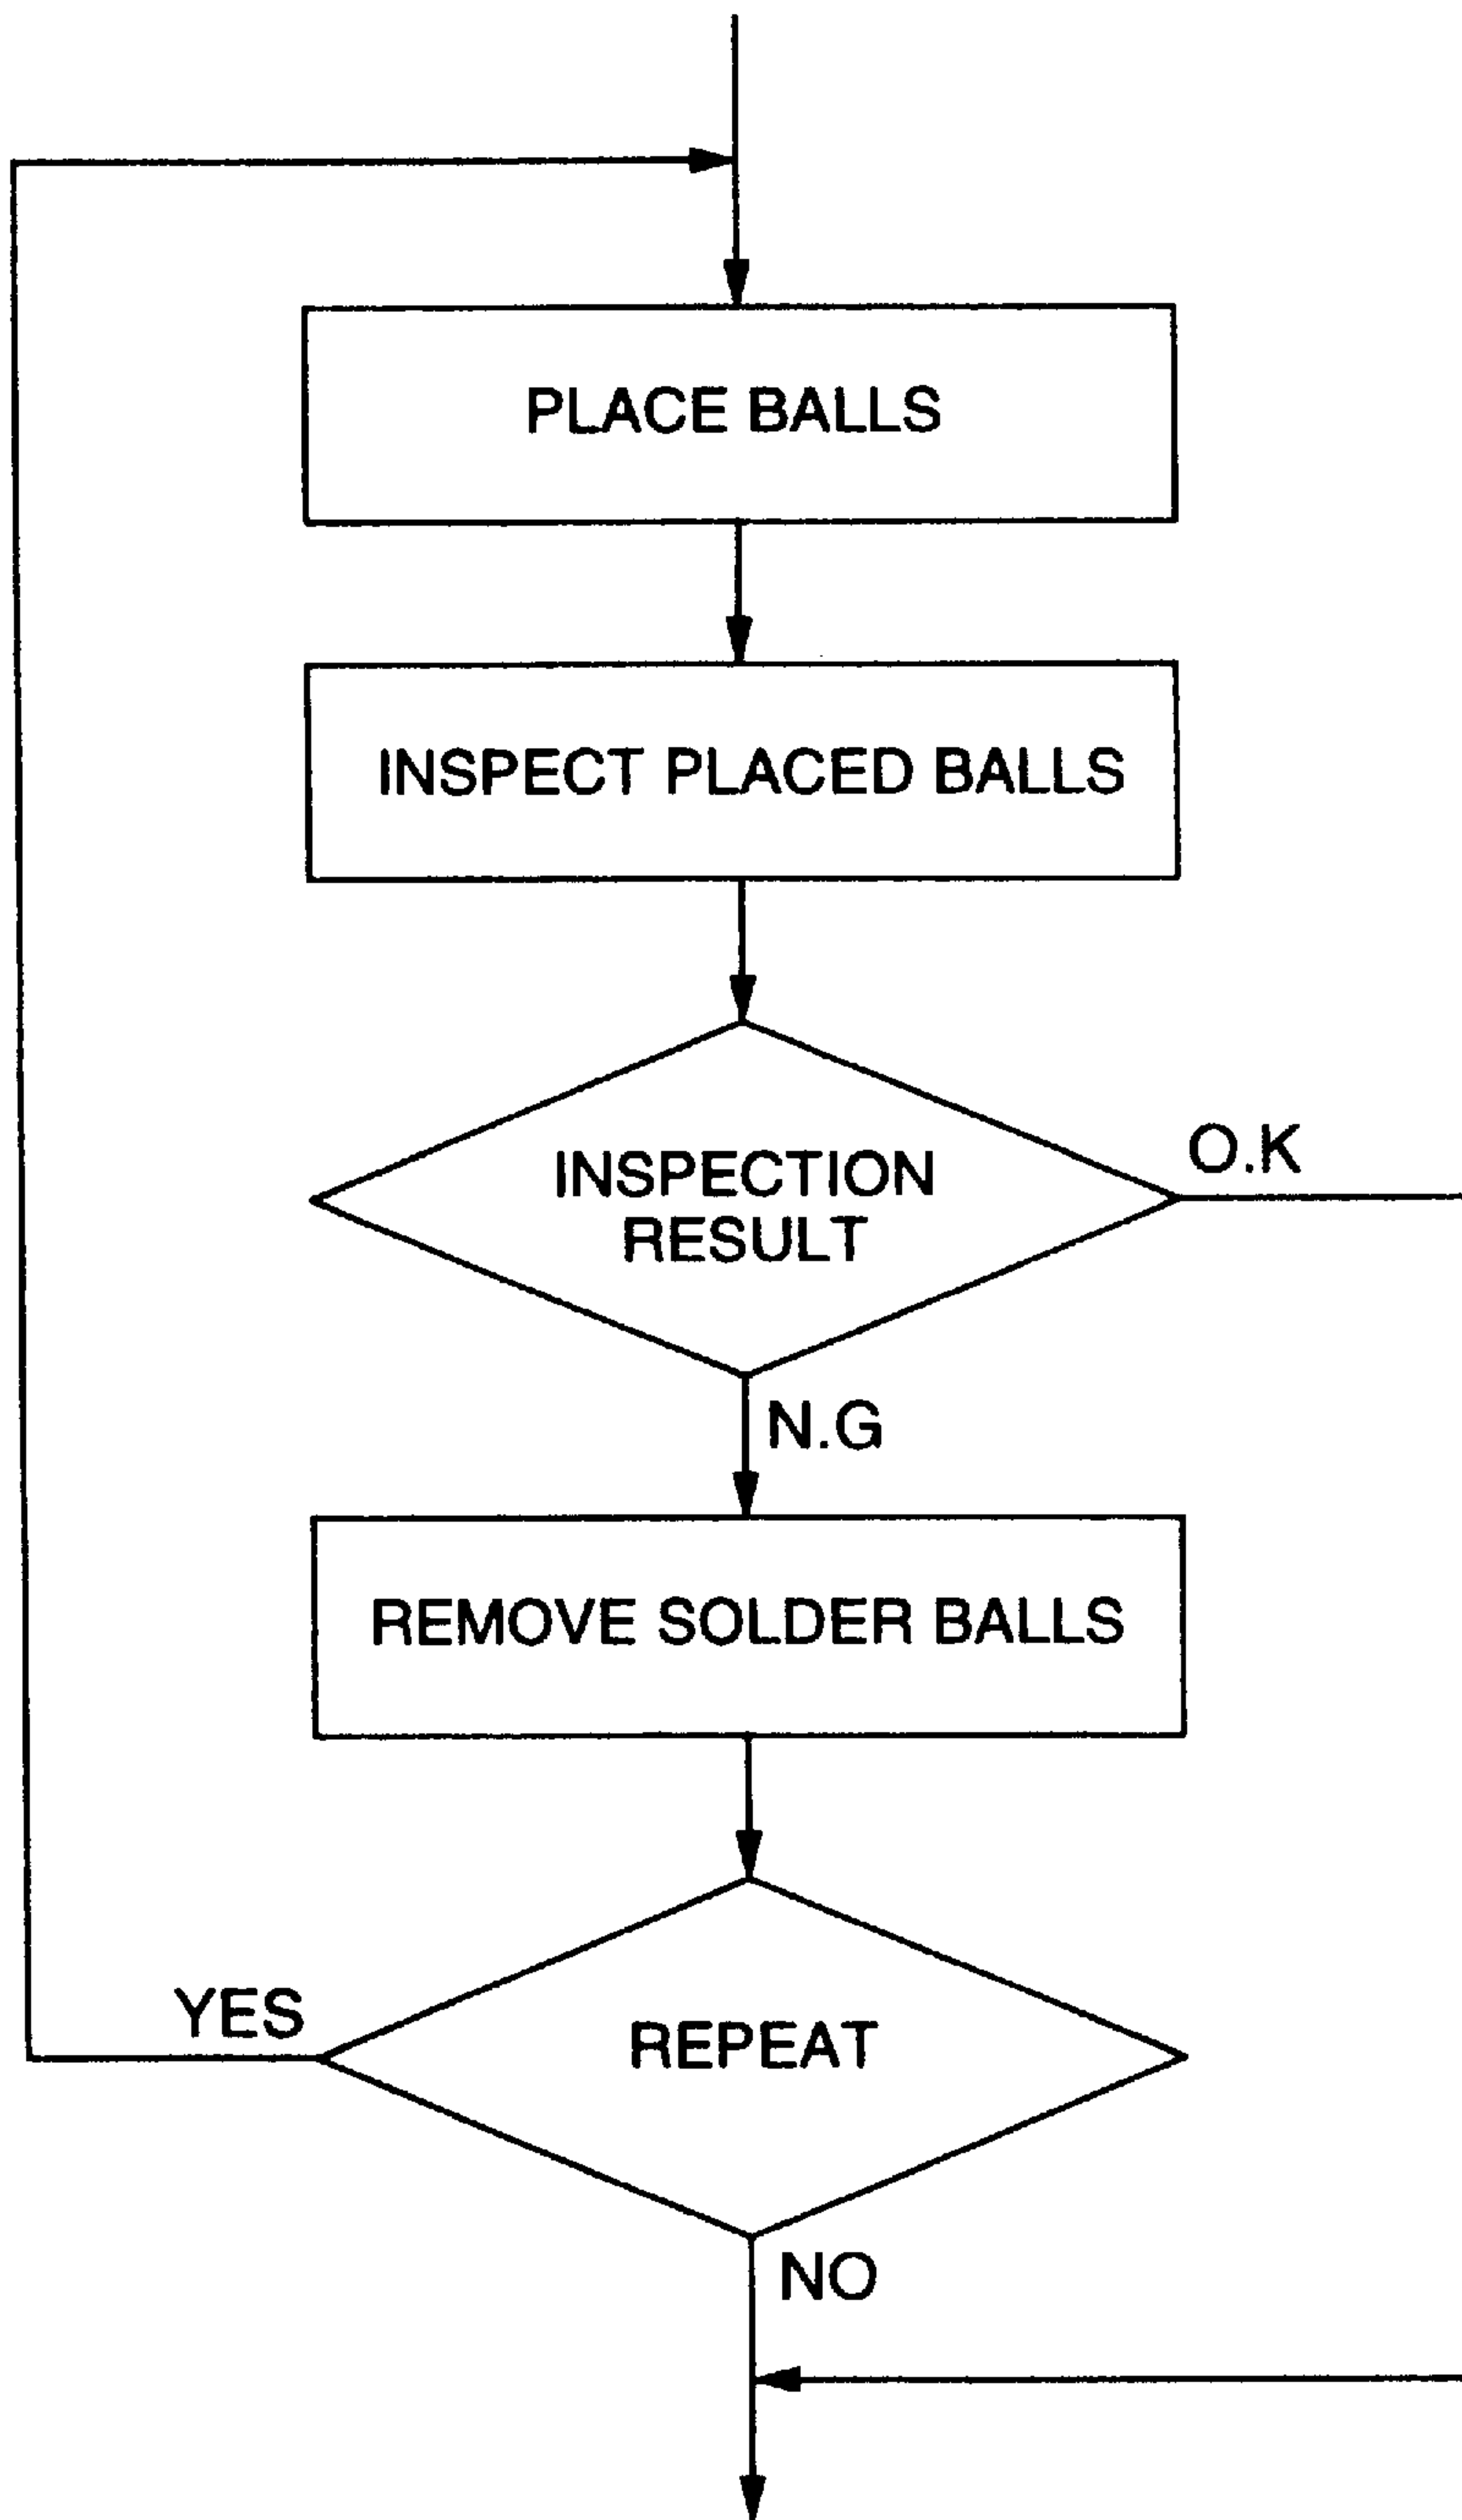 PLACE BALLS
INSPECT PLACED BALLS
INSPECTION
RESULT
O.K
N.G
REMOVE SOLDER BALLS
YES
REPEAT
NO